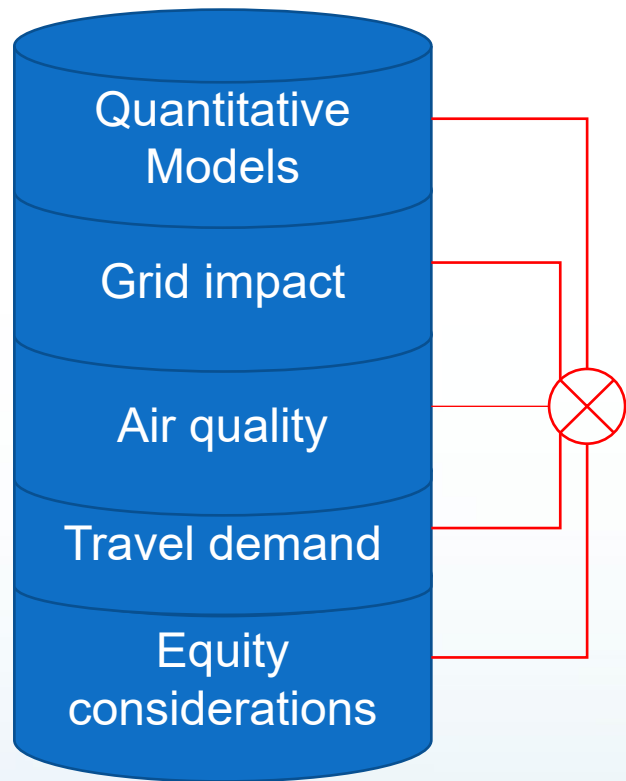 Quantitative
Models
Grid impact
Air quality
Travel demand
Equity
considerations